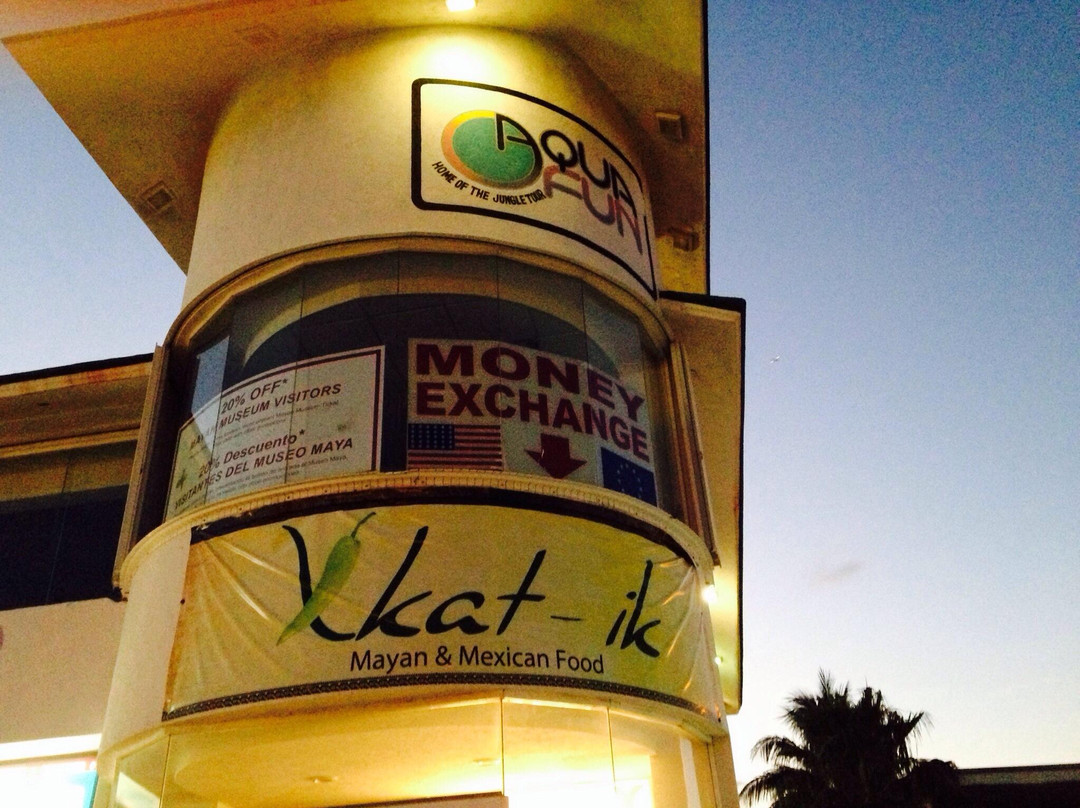 AQUA
FUN
HOME OF THE JUNGLE TOUR
20% OFF*
MUSEUM VISITORS
20% Descuento*
VISITANTES DEL MUSEO MAYA
MONEY
EXCHANGE
Xkat-ik
Mayan & Mexican Food